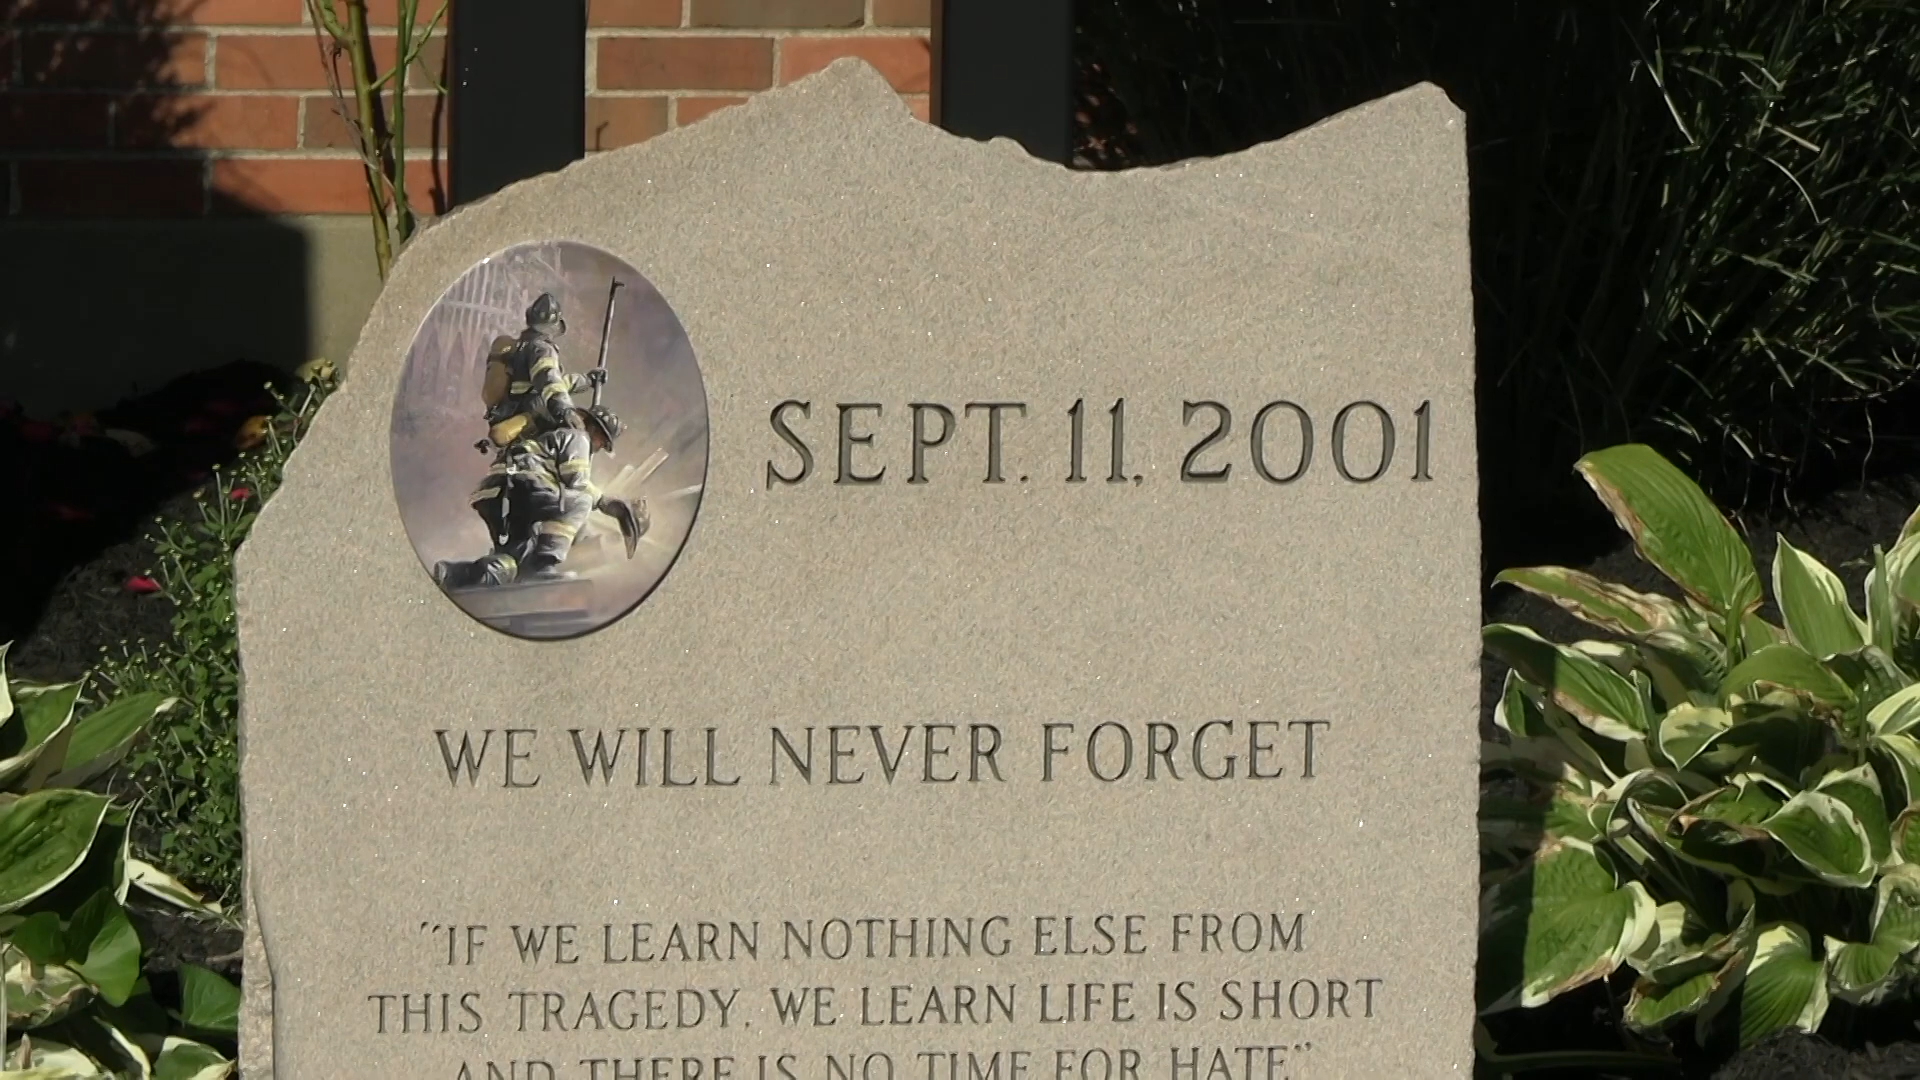 SEPT. 11, 2001
WE WILL NEVER FORGET
"IF WE LEARN NOTHING ELSE FROM
THIS TRAGEDY, WE LEARN LIFE IS SHORT
AND THERE IS NO TIME FOR HATE"